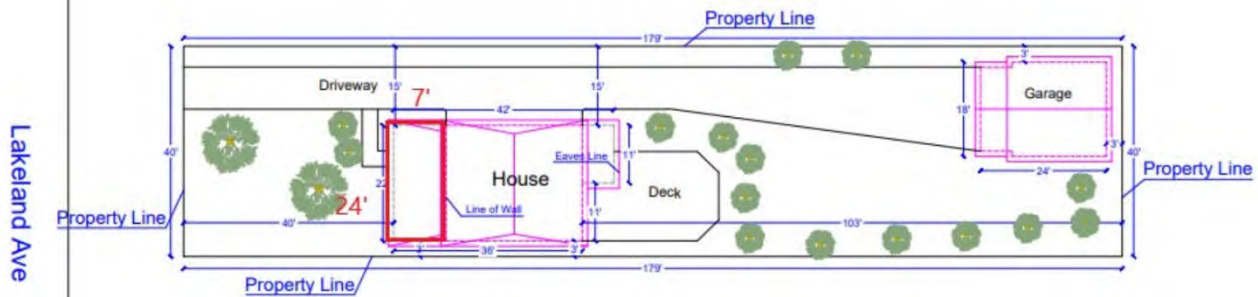 Property Line
179'
3'
Driveway
15'
7'
42'
15'
Garage
18'
40'
Lakeland Ave
Eaves Line
11'
3'
40'
24'
House
Deck
Property Line
22'
24'
Line of Wall
11'
Property Line
40'
103'
3'
36'
3'
179'
Property Line